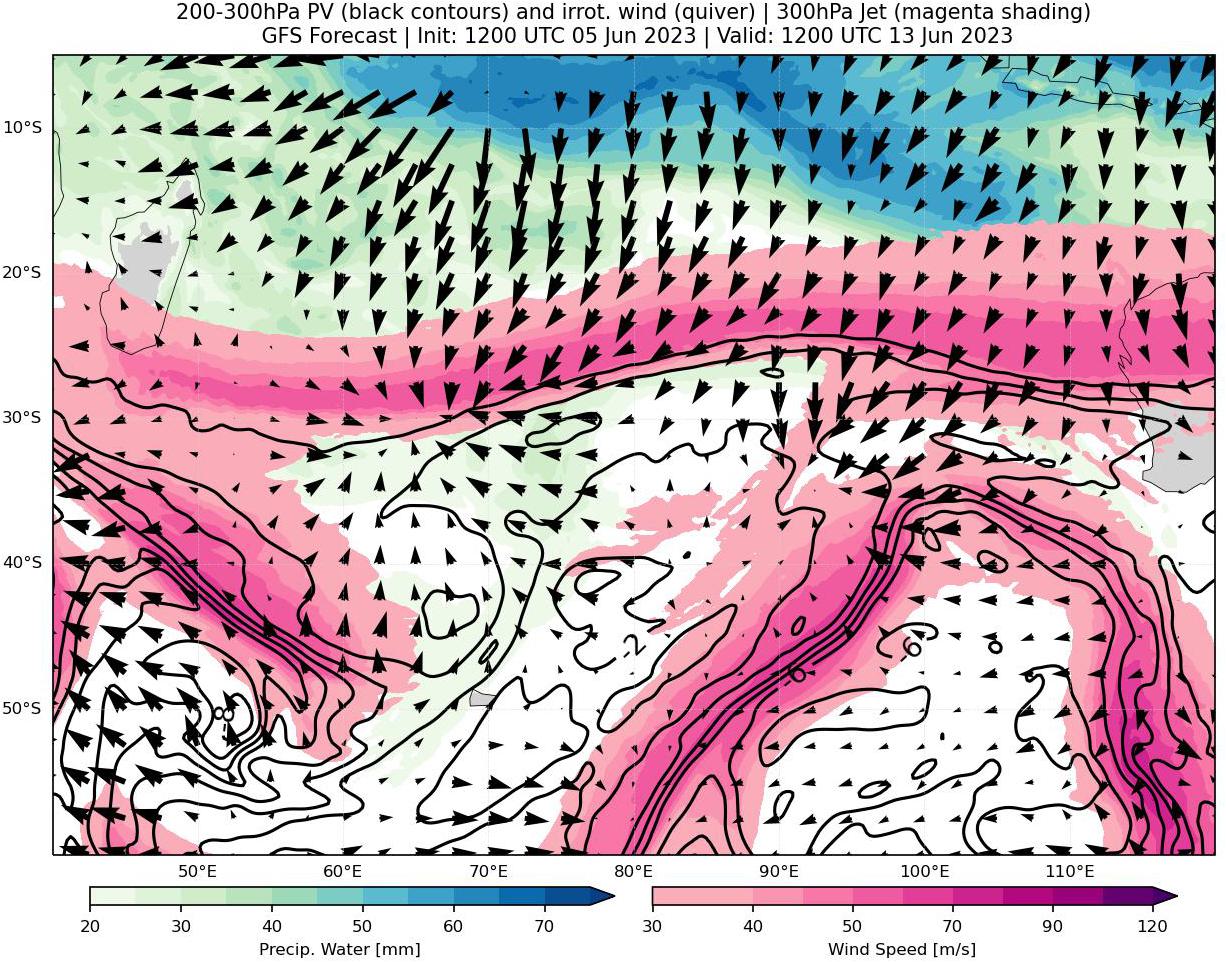 200-300hPa PV (black contours) and irrot. wind (quiver) | 300hPa Jet (magenta shading)
GFS Forecast | Init: 1200 UTC 05 Jun 2023 | Valid: 1200 UTC 13 Jun 2023
10°S
20°S
30°S
40°S
-2
-6
-6
50°S
50°E 60°E 70°E 80°E 90°E 100°E 110°E
20 30 40 50 60 70
30 40 50 70 90 120
Precip. Water [mm]
Wind Speed [m/s]